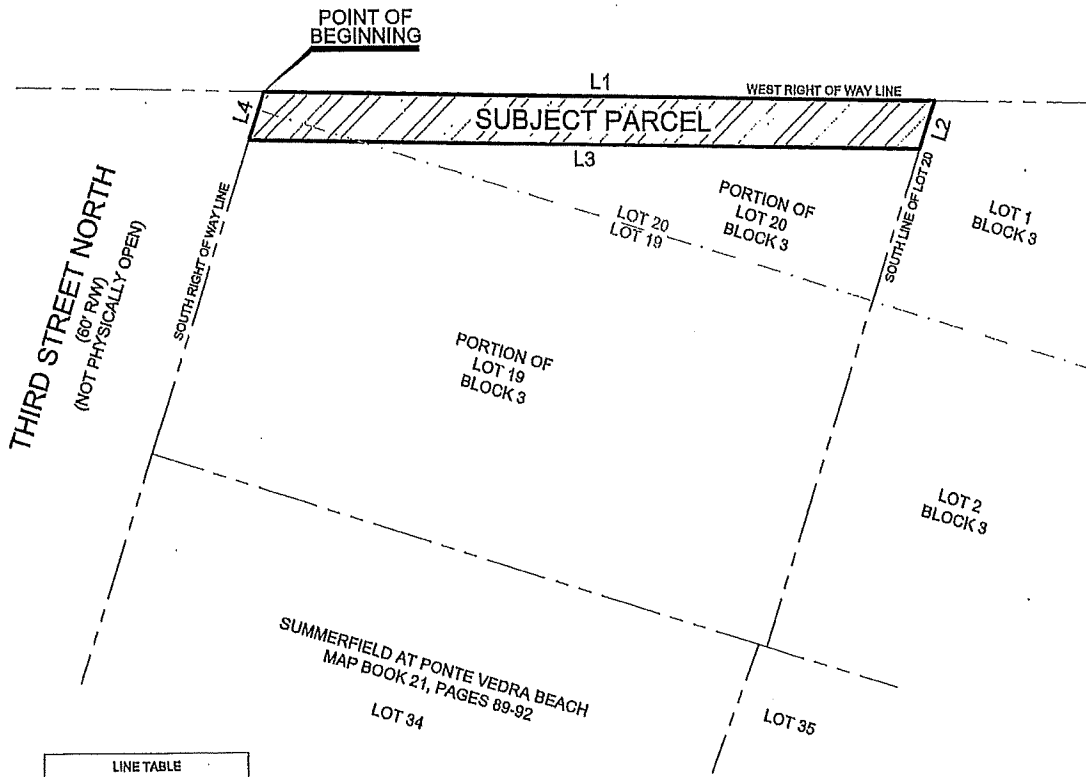 POINT OF
BEGINNING
L1
WEST RIGHT OF WAY LINE
L4
SUBJECT PARCEL
L2
L3
THIRD STREET NORTH
(60' R/W)
(NOT PHYSICALLY OPEN)
SOUTH RIGHT OF WAY LINE
LOT 20
LOT 19
PORTION OF
LOT 20
BLOCK 3
SOUTH LINE OF LOT 20
LOT 1
BLOCK 3
PORTION OF
LOT 19
BLOCK 3
LOT 2
BLOCK 3
SUMMERFIELD AT PONTE VEDRA BEACH
MAP BOOK 21, PAGES 89-92
LOT 34
LOT 35
LINE TABLE